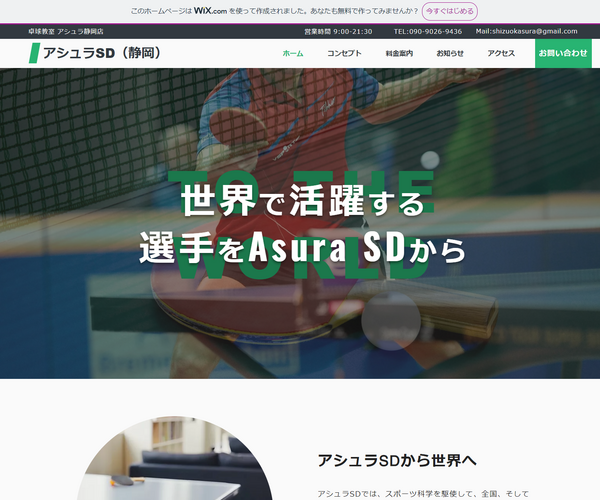 このホームページは WiX.com を使って作成されました。あなたも無料で作ってみませんか? 今すぐはじめる
卓球教室 アシュラ静岡店 営業時間 9:00-21:30 TEL:090-9026-9436 Mail:shizuokasura@gmail.com
アシュラSD（静岡） ホーム コンセプト 料金案内 お知らせ アクセス お問い合わせ
TO THE
世界で活躍する
WORLD
選手をAsura SDから
アシュラSDから世界へ
アシュラSDでは、スポーツ科学を駆使して、全国、そして